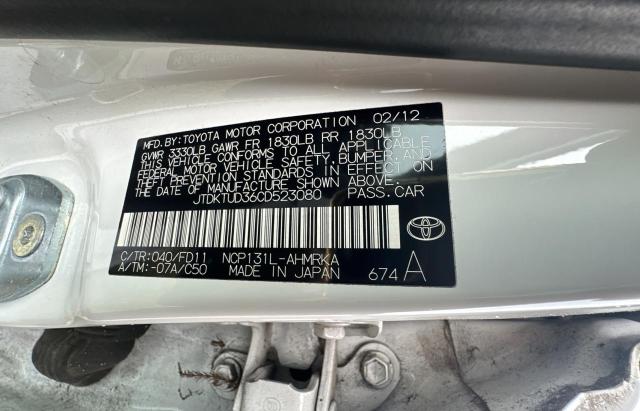 MFD.BY:TOYOTA MOTOR CORPORATION 02/12
GVWR 3330LB GAWR FR 1830LB RR 1830LB
THIS VEHICLE CONFORMS TO ALL APPLICABLE
FEDERAL MOTOR VEHICLE SAFETY,BUMPER,AND
THEFT PREVENTION STANDARDS IN EFFECT ON
THE DATE OF MANUFACTURE SHOWN ABOVE.
JTDKTUD36CD523080 PASS.CAR
C/TR:040/FD11 NCP131L-AHMRKA
A/TM:-07A/C50 MADE IN JAPAN 674A